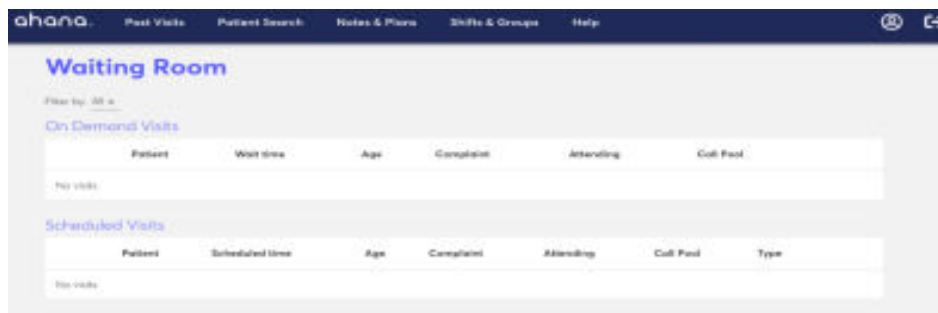 ahana. Past Visits Patient Search Notes & Plans Shifts & Groups Help
Waiting Room
Filter by: All
On Demand Visits
Patient Wait time Age Complaint Attending Call Pool
No visits
Scheduled Visits
Patient Scheduled time Age Complaint Attending Call Pool Type
No visits